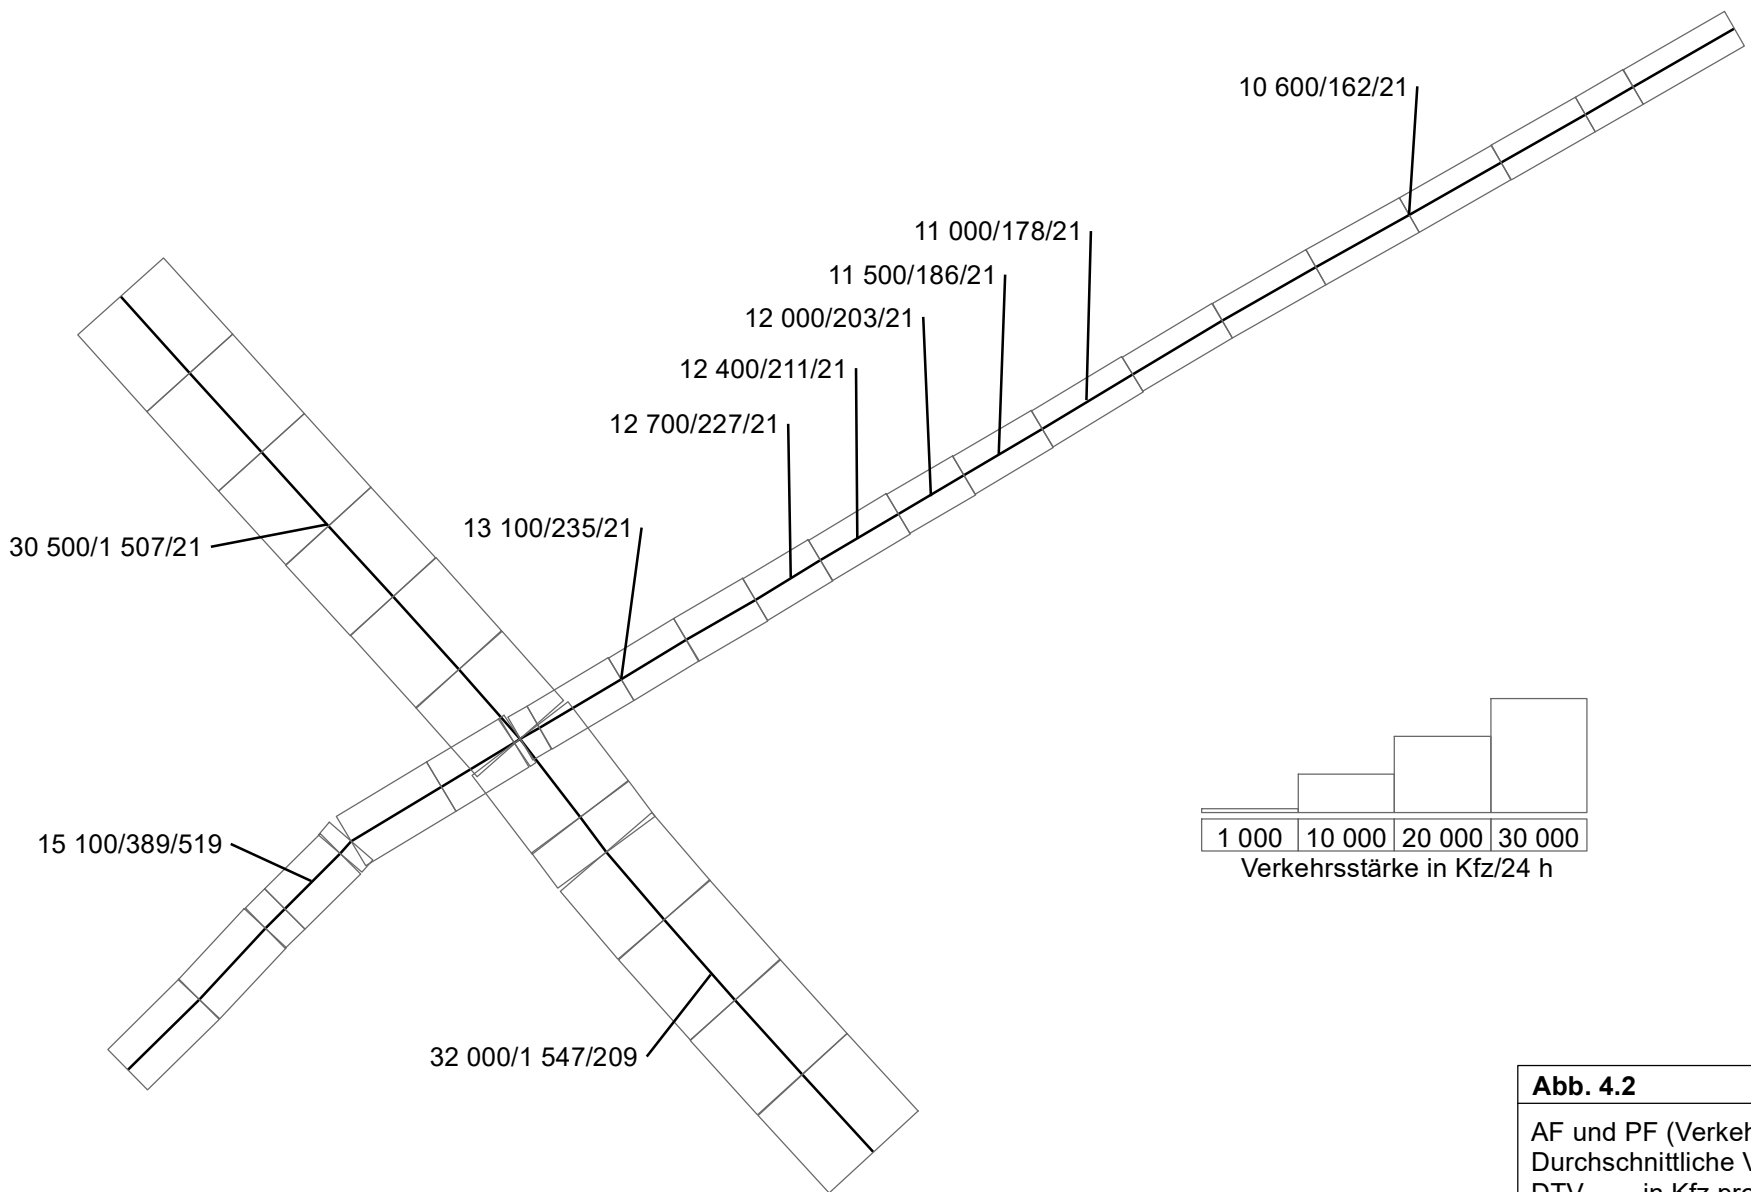 10 600/162/21
11 000/178/21
11 500/186/21
12 000/203/21
12 400/211/21
12 700/227/21
13 100/235/21
30 500/1 507/21
15 100/389/519
32 000/1 547/209
1 000 10 000 20 000 30 000
Verkehrsstärke in Kfz/24 h
Abb. 4.2
AF und PF
Durchschnittliche
in Kfz